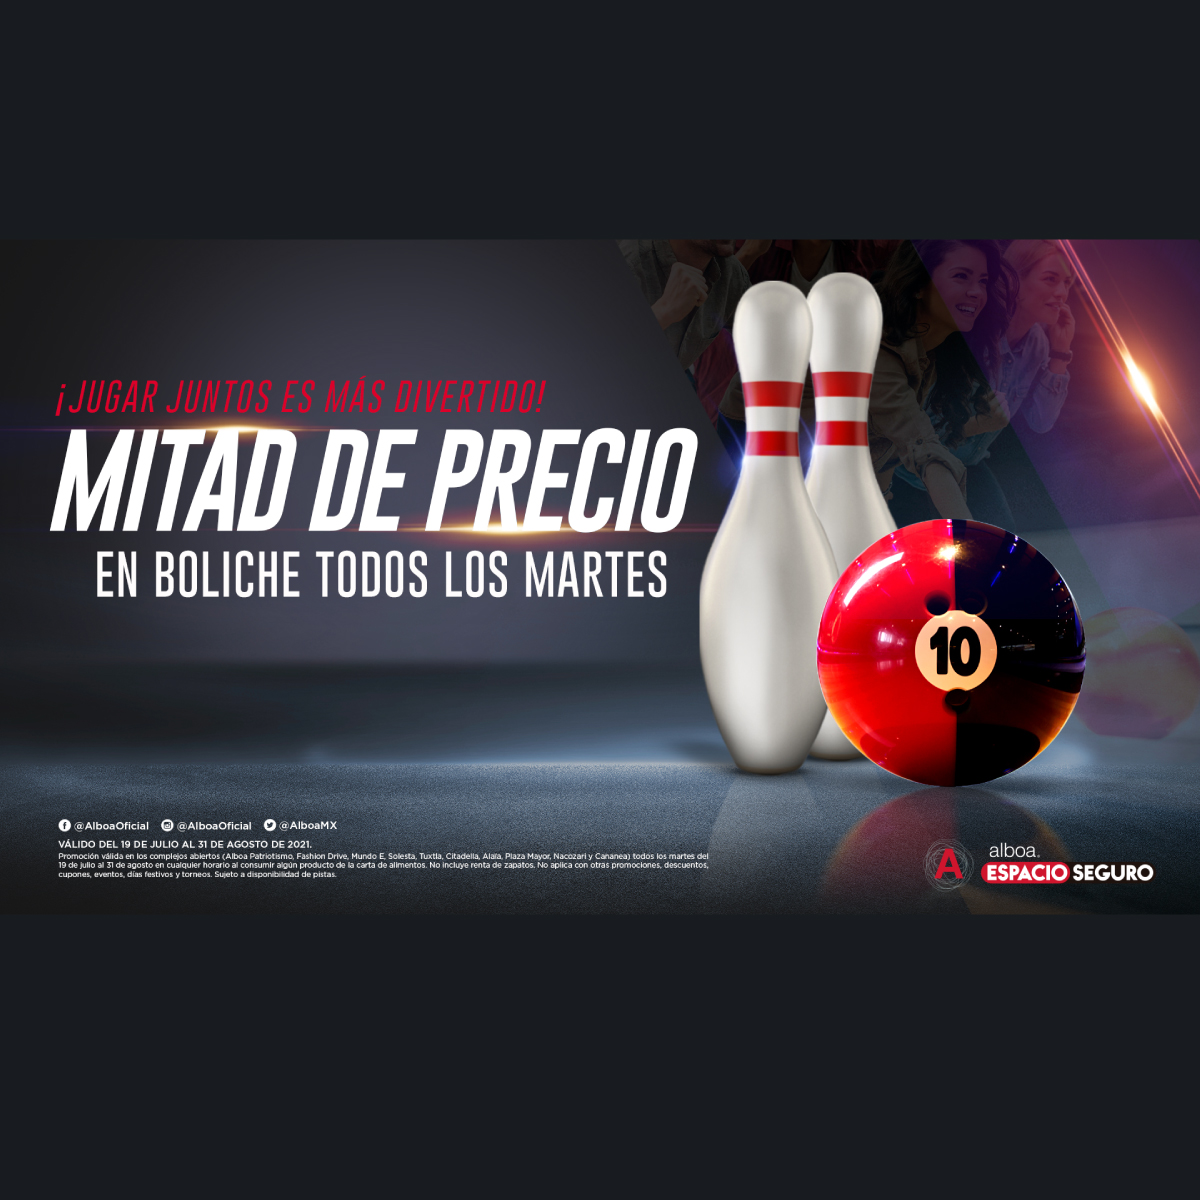 ¡JUGAR JUNTOS ES MÁS DIVERTIDO!
MITAD DE PRECIO
EN BOLICHE TODOS LOS MARTES
10
@AlboaOficial @AlboaOficial @AlboaMX
VÁLIDO DEL 19 DE JULIO AL 31 DE AGOSTO DE 2021.
Promoción válida en los complejos abiertos (Alboa Patriotismo, Fashion Drive, Mundo E, Solesta, Tuxtla, Citadella, Alaïa, Plaza Mayor, Nacozari y Cananea) todos los martes del
19 de julio al 31 de agosto en cualquier horario al consumir algún producto de la carta de alimentos. No incluye renta de zapatos. No aplica con otras promociones, descuentos,
cupones, eventos, días festivos y torneos. Sujeto a disponibilidad de pistas.
A
alboa.
ESPACIO SEGURO